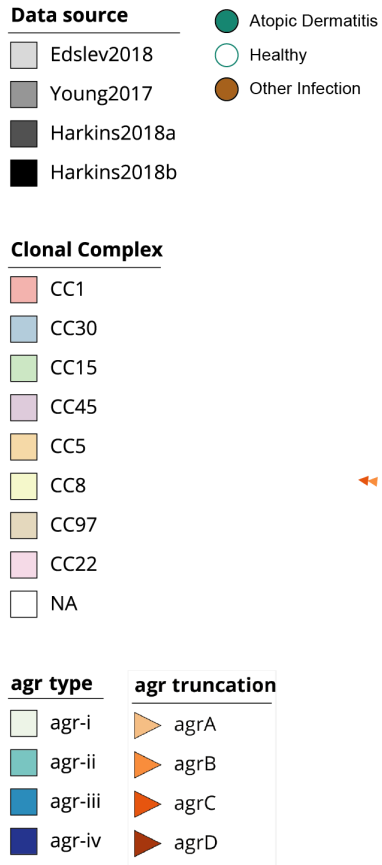 Data source
Edslev2018
Young2017
Harkins2018a
Harkins2018b
Atopic Dermatitis
Healthy
Other Infection
Clonal Complex
CC1
CC30
CC15
CC45
CC5
CC8
CC97
CC22
NA
agr type
agr-i
agr-ii
agr-iii
agr-iv
agr truncation
agrA
agrB
agrC
agrD